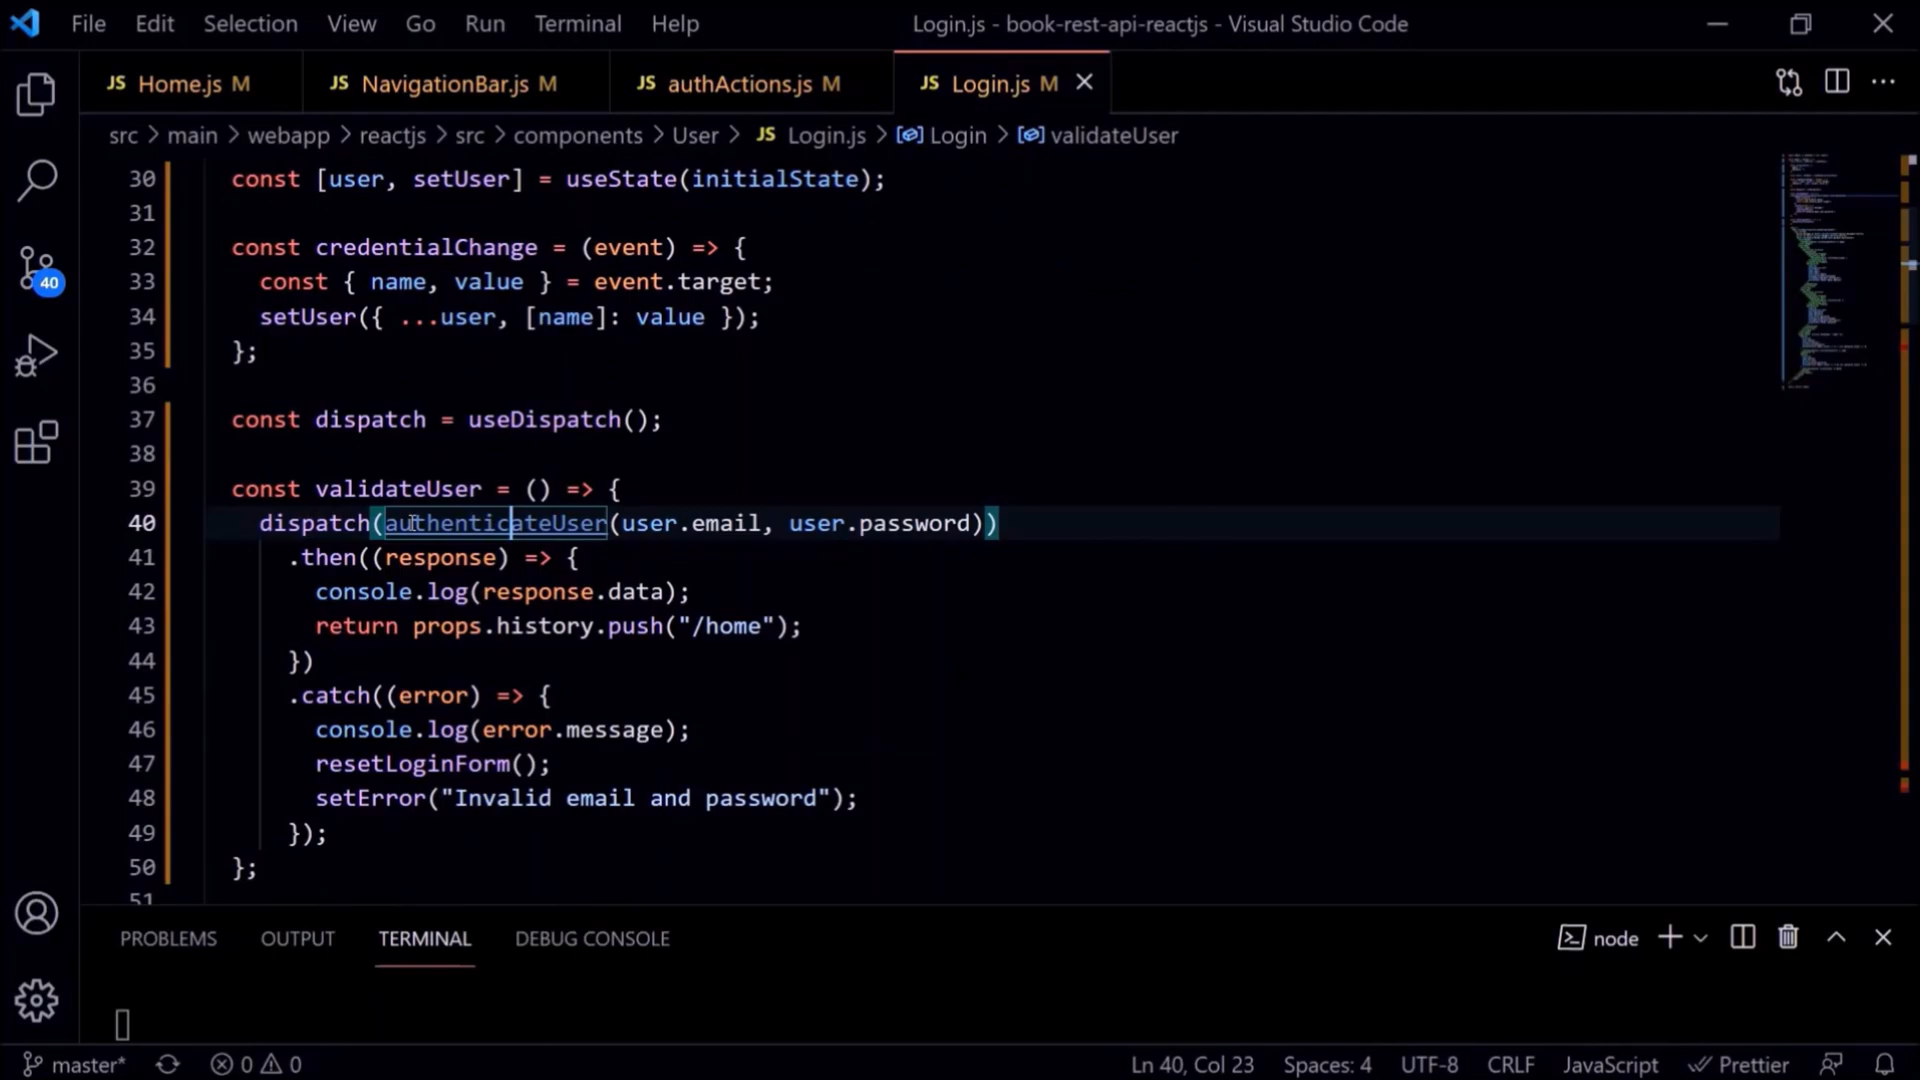 File Edit Selection View Go Run Terminal Help Login.js - book-rest-api-reactjs - Visual Studio Code
JS Home.js M JS NavigationBar.js M JS authActions.js M JS Login.js M
src > main > webapp > reactjs > src > components > User > JS Login.js > Login > validateUser
30 const [user, setUser] = useState(initialState);
31
32 const credentialChange = (event) => {
33 const { name, value } = event.target;
34 setUser({ ...user, [name]: value });
35 };
36
37 const dispatch = useDispatch();
38
39 const validateUser = () => {
40 dispatch(authenticateUser(user.email, user.password))
41 .then((response) => {
42 console.log(response.data);
43 return props.history.push("/home");
44 })
45 .catch((error) => {
46 console.log(error.message);
47 resetLoginForm();
48 setError("Invalid email and password");
49 });
50 };
51
40
PROBLEMS OUTPUT TERMINAL DEBUG CONSOLE node
master* 0 0 Ln 40, Col 23 Spaces: 4 UTF-8 CRLF JavaScript Prettier